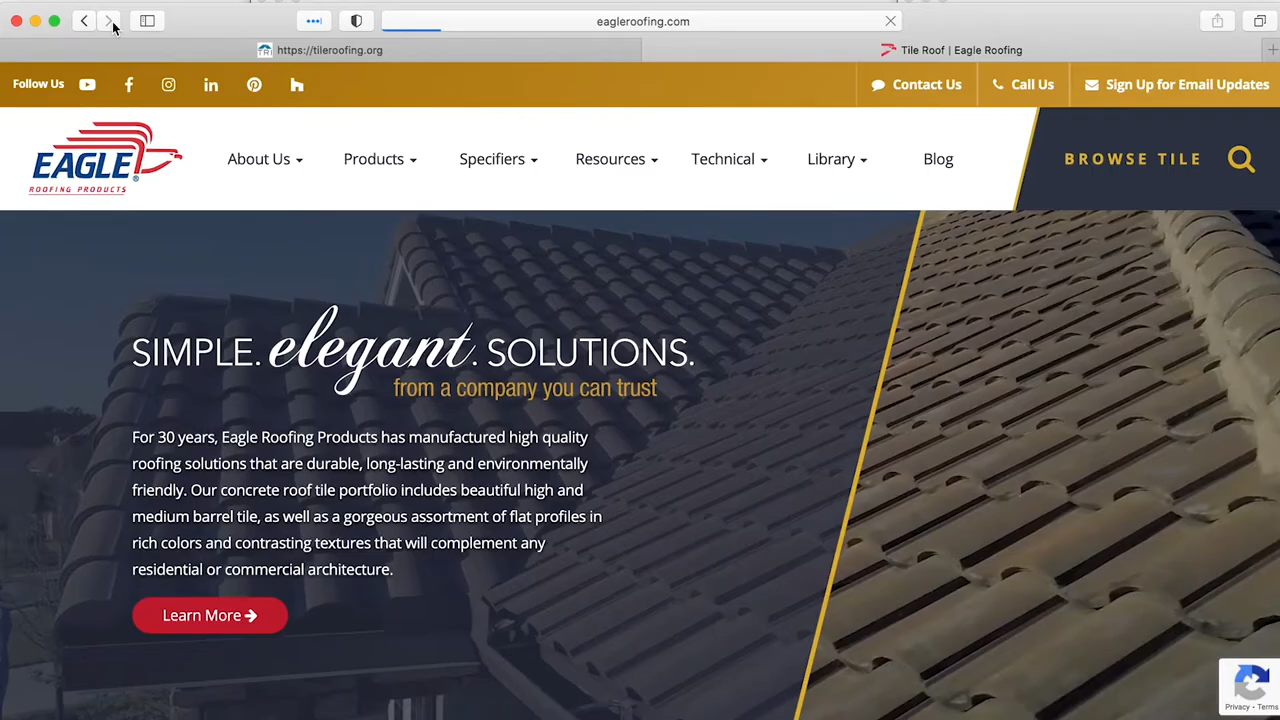 eagleroofing.com
TRI https://tileroofing.org
Tile Roof | Eagle Roofing
Follow Us
Contact Us
Call Us
Sign Up for Email Updates
EAGLE®
ROOFING PRODUCTS
About Us
Products
Specifiers
Resources
Technical
Library
Blog
BROWSE TILE
SIMPLE. elegant. SOLUTIONS.
from a company you can trust
For 30 years, Eagle Roofing Products has manufactured high quality
roofing solutions that are durable, long-lasting and environmentally
friendly. Our concrete roof tile portfolio includes beautiful high and
medium barrel tile, as well as a gorgeous assortment of flat profiles in
rich colors and contrasting textures that will complement any
residential or commercial architecture.
Learn More
Privacy - Terms